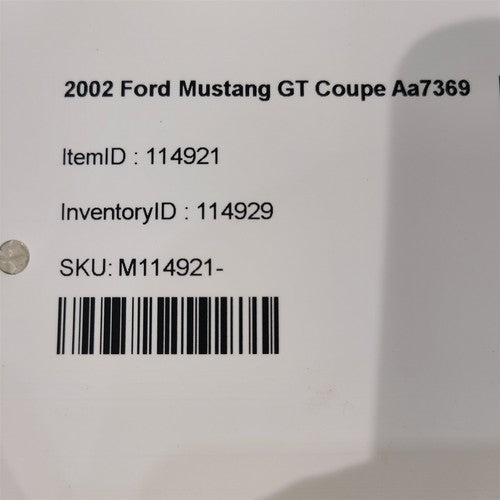 2002 Ford Mustang GT Coupe Aa7369
ItemID : 114921
InventoryID : 114929
SKU: M114921-